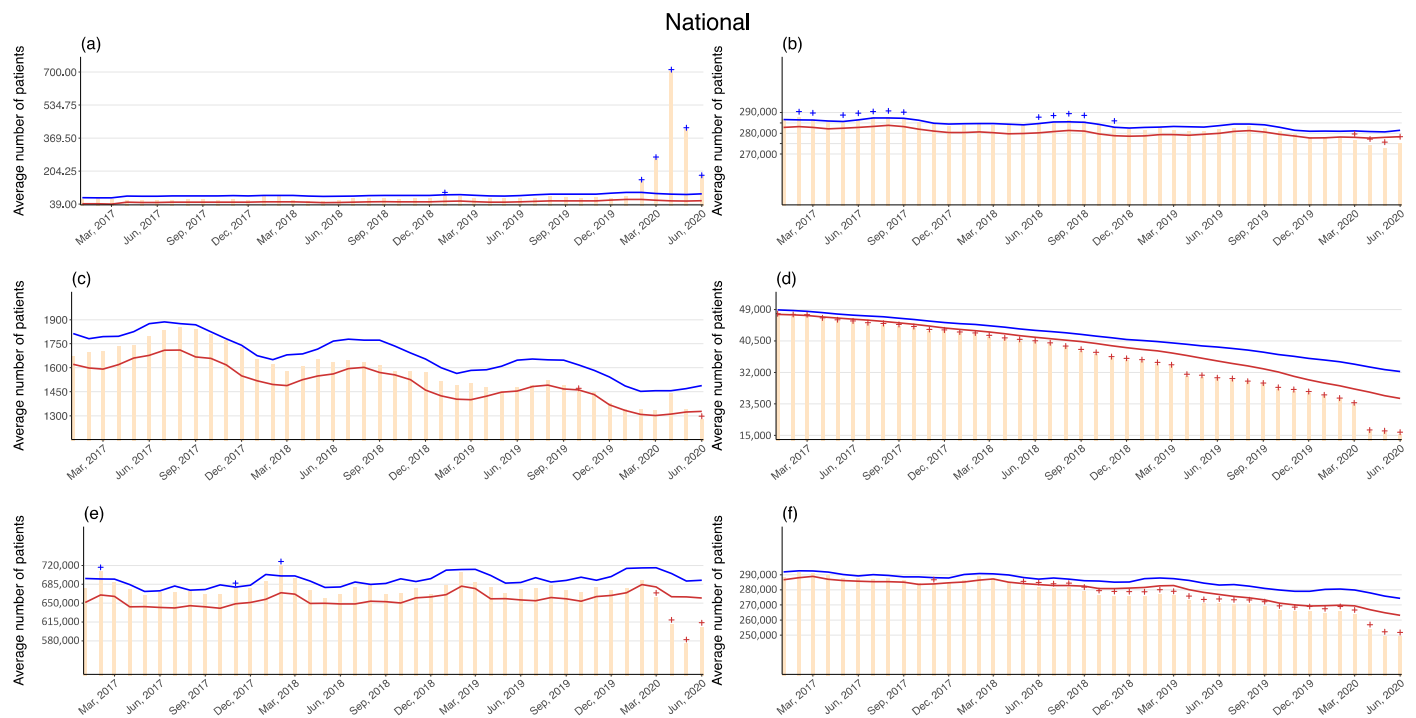 National
(a)
Average number of patients
700.00
534.75
369.50
204.25
39.00
Mar, 2017
Jun, 2017
Sep, 2017
Dec, 2017
Mar, 2018
Jun, 2018
Sep, 2018
Dec, 2018
Mar, 2019
Jun, 2019
Sep, 2019
Dec, 2019
Mar, 2020
Jun, 2020
(b)
Average number of patients
290,000
280,000
270,000
Mar, 2017
Jun, 2017
Sep, 2017
Dec, 2017
Mar, 2018
Jun, 2018
Sep, 2018
Dec, 2018
Mar, 2019
Jun, 2019
Sep, 2019
Dec, 2019
Mar, 2020
Jun, 2020
(c)
Average number of patients
1900
1750
1600
1450
1300
Mar, 2017
Jun, 2017
Sep, 2017
Dec, 2017
Mar, 2018
Jun, 2018
Sep, 2018
Dec, 2018
Mar, 2019
Jun, 2019
Sep, 2019
Dec, 2019
Mar, 2020
Jun, 2020
(d)
Average number of patients
49,000
40,500
32,000
23,500
15,000
Mar, 2017
Jun, 2017
Sep, 2017
Dec, 2017
Mar, 2018
Jun, 2018
Sep, 2018
Dec, 2018
Mar, 2019
Jun, 2019
Sep, 2019
Dec, 2019
Mar, 2020
Jun, 2020
(e)
Average number of patients
720,000
685,000
650,000
615,000
580,000
Mar, 2017
Jun, 2017
Sep, 2017
Dec, 2017
Mar, 2018
Jun, 2018
Sep, 2018
Dec, 2018
Mar, 2019
Jun, 2019
Sep, 2019
Dec, 2019
Mar, 2020
Jun, 2020
(f)
Average number of patients
290,000
280,000
270,000
260,000
250,000
Mar, 2017
Jun, 2017
Sep, 2017
Dec, 2017
Mar, 2018
Jun, 2018
Sep, 2018
Dec, 2018
Mar, 2019
Jun, 2019
Sep, 2019
Dec, 2019
Mar, 2020
Jun, 2020